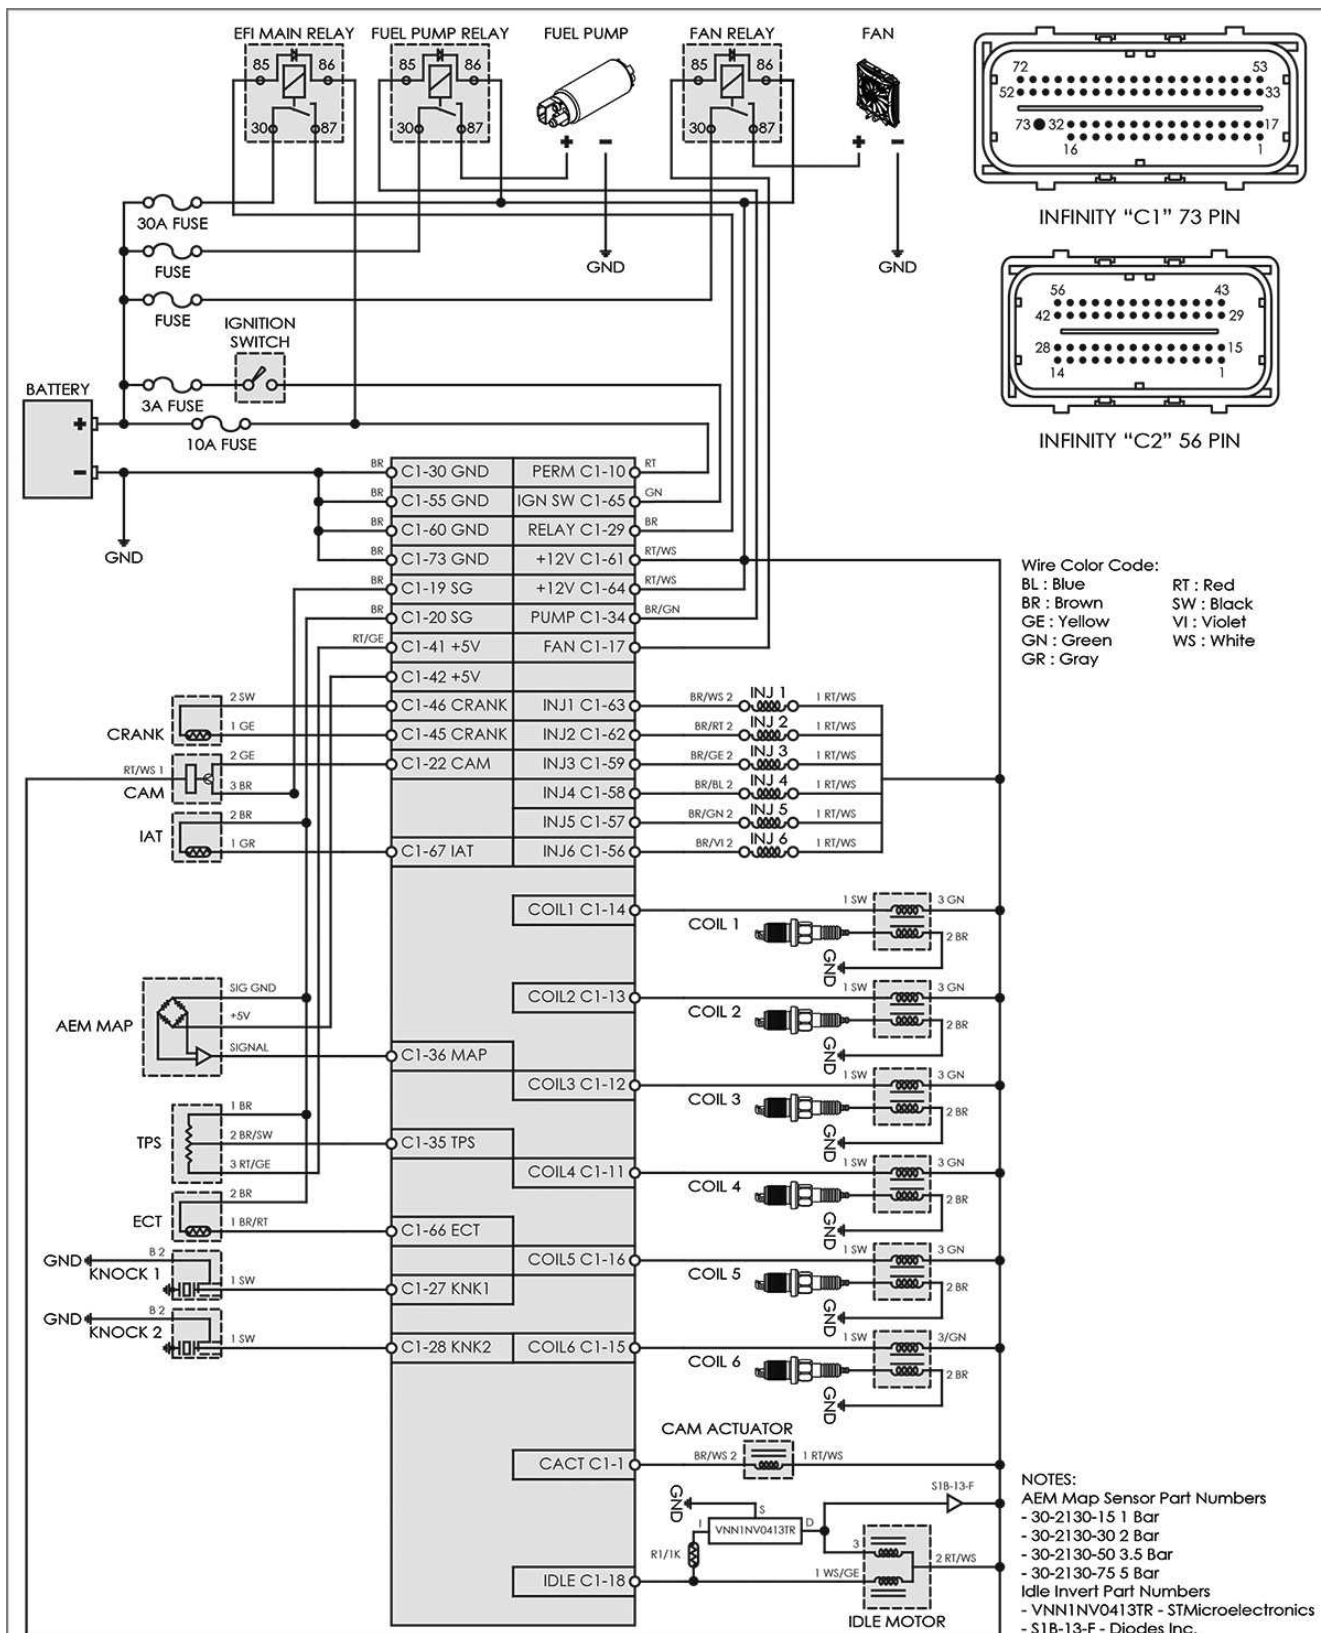 EFI MAIN RELAY
85 86
30 87
FUEL PUMP RELAY
85 86
30 87
FUEL PUMP
+ −
GND
FAN RELAY
85 86
30 87
FAN
+ −
GND
72 53
52 33
73 32 17
16 1
INFINITY “C1” 73 PIN
56 43
42 29
28 15
14 1
INFINITY “C2” 56 PIN
30A FUSE
FUSE
FUSE
IGNITION
SWITCH
3A FUSE
10A FUSE
BATTERY
+
−
GND
BR C1-30 GND
BR C1-55 GND
BR C1-60 GND
BR C1-73 GND
BR C1-19 SG
BR C1-20 SG
RT/GE C1-41 +5V
C1-42 +5V
C1-46 CRANK
C1-45 CRANK
C1-22 CAM
C1-67 IAT
C1-36 MAP
C1-35 TPS
C1-66 ECT
C1-27 KNK1
C1-28 KNK2
PERM C1-10 RT
IGN SW C1-65 GN
RELAY C1-29 BR
+12V C1-61 RT/WS
+12V C1-64 RT/WS
PUMP C1-34 BR/GN
FAN C1-17
INJ1 C1-63 BR/WS 2 INJ 1 1 RT/WS
INJ2 C1-62 BR/RT 2 INJ 2 1 RT/WS
INJ3 C1-59 BR/GE 2 INJ 3 1 RT/WS
INJ4 C1-58 BR/BL 2 INJ 4 1 RT/WS
INJ5 C1-57 BR/GN 2 INJ 5 1 RT/WS
INJ6 C1-56 BR/VI 2 INJ 6 1 RT/WS
CRANK
2 SW
1 GE
CAM
RT/WS 1
2 GE
3 BR
IAT
2 BR
1 GR
AEM MAP
SIG GND
+5V
SIGNAL
TPS
1 BR
2 BR/SW
3 RT/GE
ECT
2 BR
1 BR/RT
GND B 2
KNOCK 1
1 SW
GND B 2
KNOCK 2
1 SW
COIL1 C1-14
COIL 1
1 SW 3 GN
2 BR
GND
COIL2 C1-13
COIL 2
1 SW 3 GN
2 BR
GND
COIL3 C1-12
COIL 3
1 SW 3 GN
2 BR
GND
COIL4 C1-11
COIL 4
1 SW 3 GN
2 BR
GND
COIL5 C1-16
COIL 5
1 SW 3 GN
2 BR
GND
COIL6 C1-15
COIL 6
1 SW 3/GN
2 BR
GND
CAM ACTUATOR
CACT C1-1 BR/WS 2 1 RT/WS
GND
S
I VNN1NV0413TR D
S1B-13-F
R1/1K
IDLE C1-18
1 WS/GE
3
2 RT/WS
IDLE MOTOR
Wire Color Code:
BL : Blue RT : Red
BR : Brown SW : Black
GE : Yellow VI : Violet
GN : Green WS : White
GR : Gray
NOTES:
AEM Map Sensor Part Numbers
- 30-2130-15 1 Bar
- 30-2130-30 2 Bar
- 30-2130-50 3.5 Bar
- 30-2130-75 5 Bar
Idle Invert Part Numbers
- VNN1NV0413TR - STMicroelectronics
- S1B-13-F - Diodes Inc.